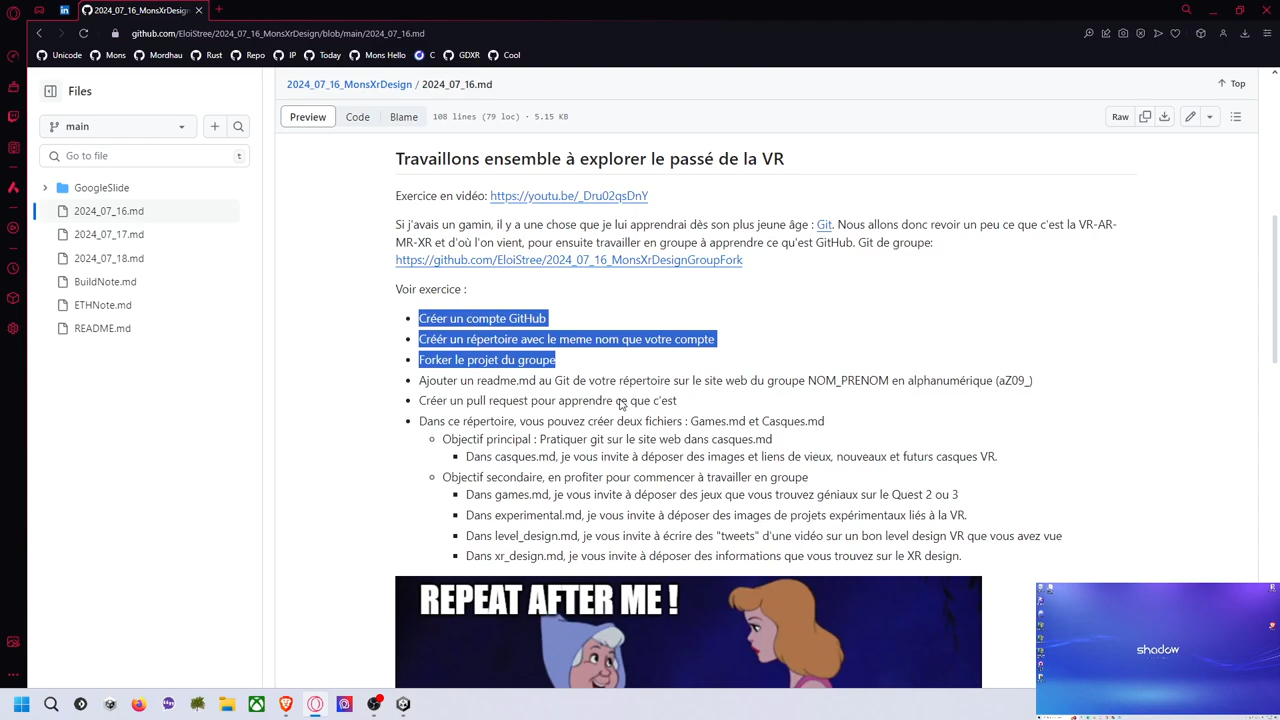 2024_07_16_MonsXrDesign
github.com/EloiStree/2024_07_16_MonsXrDesign/blob/main/2024_07_16.md
Unicode Mons Mordhau Rust Repo IP Today Mons Hello C GDXR Cool
Files
2024_07_16_MonsXrDesign / 2024_07_16.md
Top
main
Preview Code Blame 108 lines (79 loc) · 5.15 KB
Raw
Go to file t
GoogleSlide
2024_07_16.md
2024_07_17.md
2024_07_18.md
BuildNote.md
ETHNote.md
README.md
Travaillons ensemble à explorer le passé de la VR
Exercice en vidéo: https://youtu.be/_Dru02qsDnY
Si j'avais un gamin, il y a une chose que je lui apprendrai dès son plus jeune âge : Git. Nous allons donc revoir un peu ce que c'est la VR-AR-
MR-XR et d'où l'on vient, pour ensuite travailler en groupe à apprendre ce qu'est GitHub. Git de groupe:
https://github.com/EloiStree/2024_07_16_MonsXrDesignGroupFork
Voir exercice :
Créer un compte GitHub
Créér un répertoire avec le meme nom que votre compte
Forker le projet du groupe
Ajouter un readme.md au Git de votre répertoire sur le site web du groupe NOM_PRENOM en alphanumérique (aZ09_)
Créer un pull request pour apprendre ce que c'est
Dans ce répertoire, vous pouvez créer deux fichiers : Games.md et Casques.md
Objectif principal : Pratiquer git sur le site web dans casques.md
Dans casques.md, je vous invite à déposer des images et liens de vieux, nouveaux et futurs casques VR.
Objectif secondaire, en profiter pour commencer à travailler en groupe
Dans games.md, je vous invite à déposer des jeux que vous trouvez géniaux sur le Quest 2 ou 3
Dans experimental.md, je vous invite à déposer des images de projets expérimentaux liés à la VR.
Dans level_design.md, je vous invite à écrire des "tweets" d'une vidéo sur un bon level design VR que vous avez vue
Dans xr_design.md, je vous invite à déposer des informations que vous trouvez sur le XR design.
REPEAT AFTER ME !
shadow